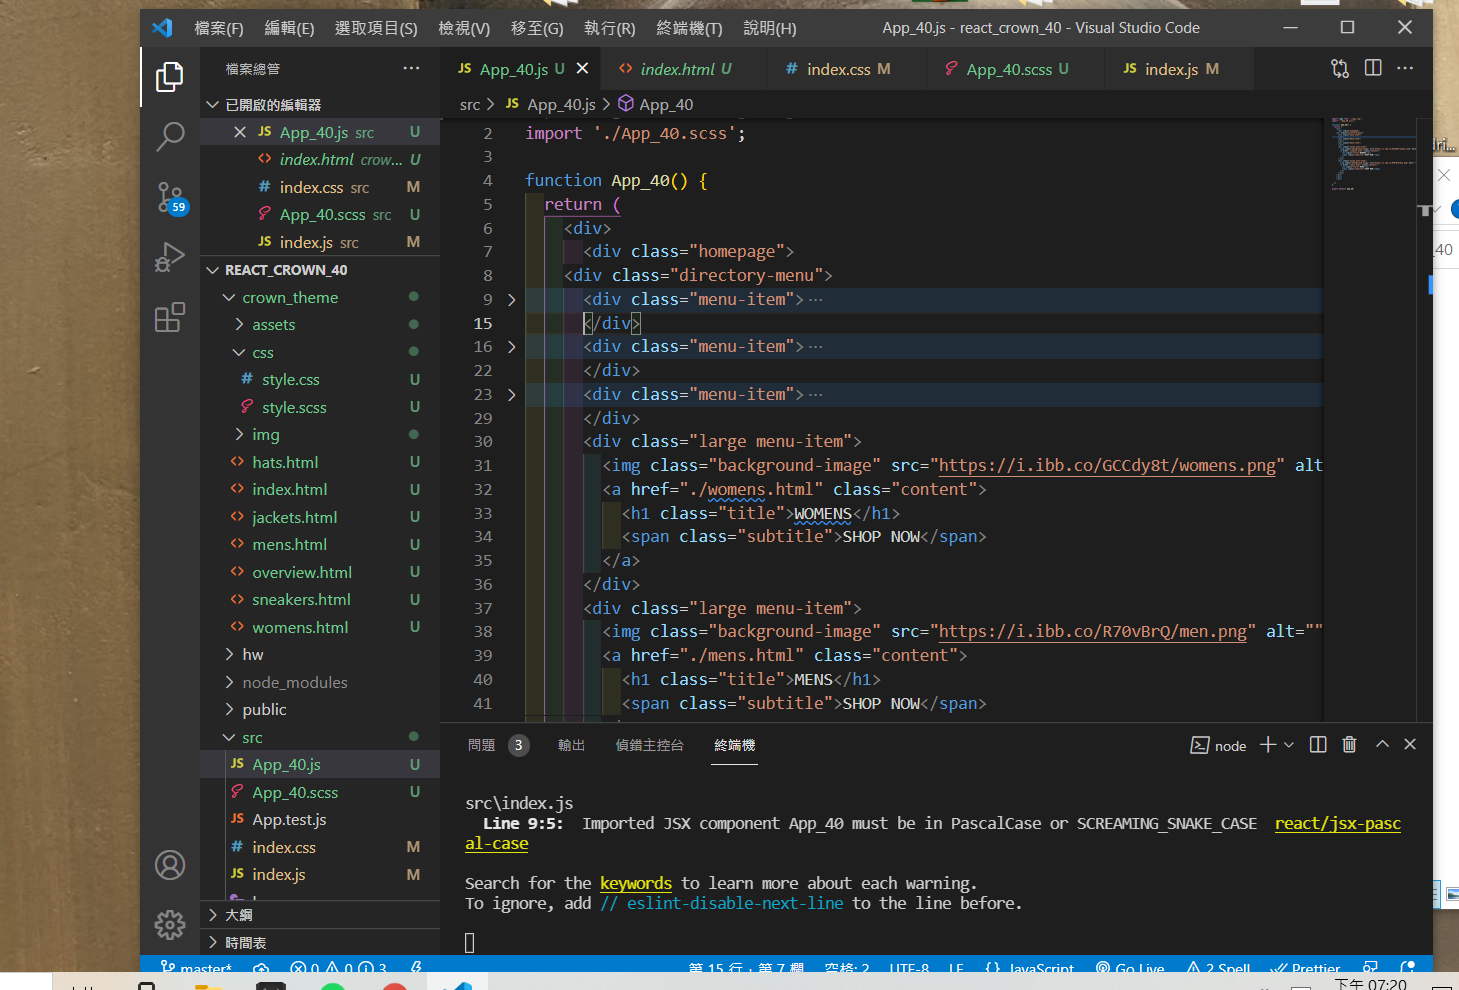 檔案(F) 編輯(E) 選取項目(S) 檢視(V) 移至(G) 執行(R) 終端機(T) 說明(H) App_40.js - react_crown_40 - Visual Studio Code
檔案總管 ···
已開啟的編輯器
JS App_40.js src U
<> index.html crow... U
# index.css src M
App_40.scss src U
JS index.js src M
59
REACT_CROWN_40
crown_theme
assets
css
# style.css U
style.scss U
img
<> hats.html U
<> index.html U
<> jackets.html U
<> mens.html U
<> overview.html U
<> sneakers.html U
<> womens.html U
hw
node_modules
public
src
JS App_40.js U
App_40.scss U
JS App.test.js
# index.css M
JS index.js M
大綱
時間表
JS App_40.js U <> index.html U # index.css M App_40.scss U JS index.js M ···
src > JS App_40.js > App_40
2 import './App_40.scss';
3
4 function App_40() {
5 return (
6 <div>
7 <div class="homepage">
8 <div class="directory-menu">
9 > <div class="menu-item">···
15 </div>
16 > <div class="menu-item">···
22 </div>
23 > <div class="menu-item">···
29 </div>
30 <div class="large menu-item">
31 <img class="background-image" src="https://i.ibb.co/GCCdy8t/womens.png" alt
32 <a href="./womens.html" class="content">
33 <h1 class="title">WOMENS</h1>
34 <span class="subtitle">SHOP NOW</span>
35 </a>
36 </div>
37 <div class="large menu-item">
38 <img class="background-image" src="https://i.ibb.co/R70vBrQ/men.png" alt=""
39 <a href="./mens.html" class="content">
40 <h1 class="title">MENS</h1>
41 <span class="subtitle">SHOP NOW</span>
問題 3 輸出 偵錯主控台 終端機 node
src\index.js
Line 9:5: Imported JSX component App_40 must be in PascalCase or SCREAMING_SNAKE_CASE react/jsx-pasc
al-case
Search for the keywords to learn more about each warning.
To ignore, add // eslint-disable-next-line to the line before.
master* 0 0 3 第 15 行，第 7 欄 空格: 2 UTF-8 LF {} JavaScript Go Live 2 Spell Prettier
dri...
_40
下午 07:20